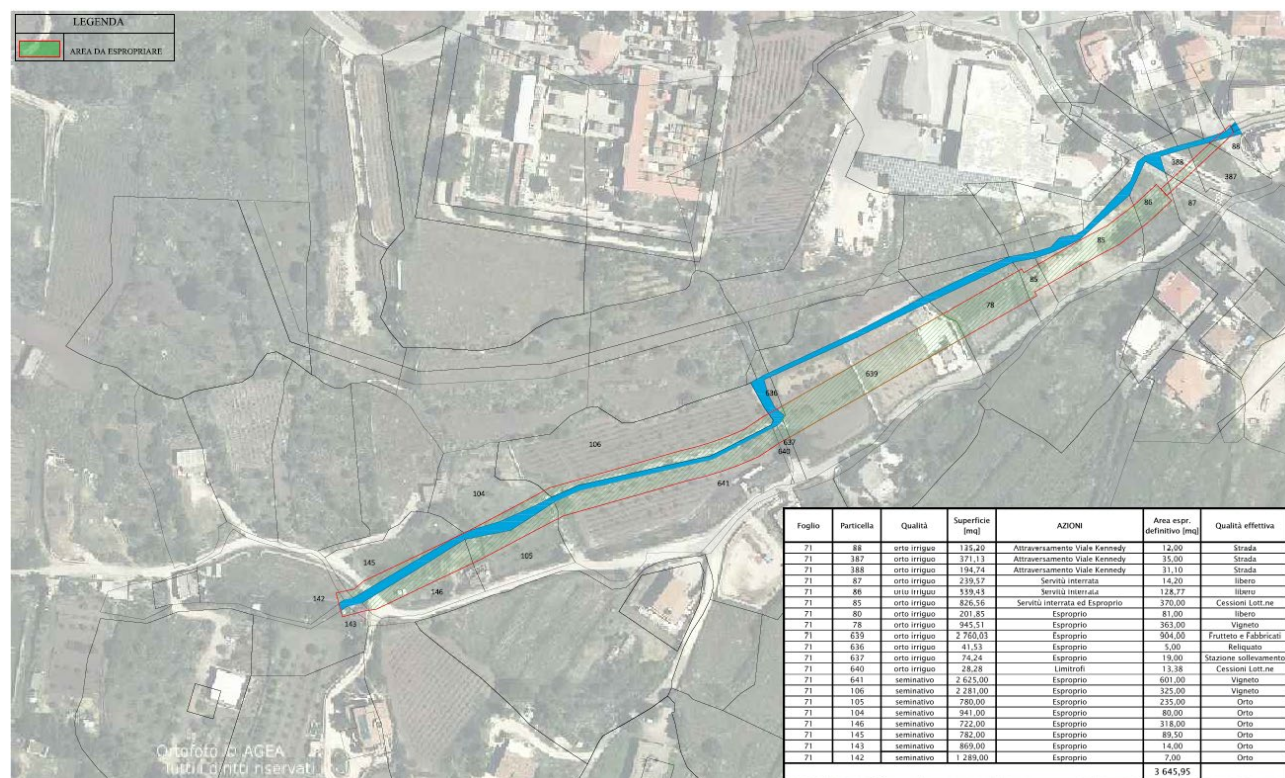 LEGENDA
AREA DA ESPROPRIARE
88
388
387
86
87
85
85
78
639
636
106
637
640
641
104
105
145
146
142
143
Foglio Particella Qualità Superficie [mq] AZIONI Area espr. definitivo [mq] Qualità effettiva
71 88 orto irriguo 135,20 Attraversamento Viale Kennedy 12,00 Strada
71 387 orto irriguo 371,13 Attraversamento Viale Kennedy 35,00 Strada
71 388 orto irriguo 194,74 Attraversamento Viale Kennedy 31,10 Strada
71 87 orto irriguo 239,57 Servitù interrata 14,20 libero
71 86 orto irriguo 539,43 Servitù interrata 128,77 libero
71 85 orto irriguo 826,56 Servitù interrata ed Esproprio 370,00 Cessioni Lott.ne
71 80 orto irriguo 201,85 Esproprio 81,00 libero
71 78 orto irriguo 945,51 Esproprio 363,00 Vigneto
71 639 orto irriguo 2 760,03 Esproprio 904,00 Frutteto e Fabbricati
71 636 orto irriguo 41,53 Esproprio 5,00 Reliquato
71 637 orto irriguo 74,24 Esproprio 19,00 Stazione sollevamento
71 640 orto irriguo 28,28 Limitrofi 13,38 Cessioni Lott.ne
71 641 seminativo 2 625,00 Esproprio 601,00 Vigneto
71 106 seminativo 2 281,00 Esproprio 325,00 Vigneto
71 105 seminativo 780,00 Esproprio 235,00 Orto
71 104 seminativo 941,00 Esproprio 80,00 Orto
71 146 seminativo 722,00 Esproprio 318,00 Orto
71 145 seminativo 782,00 Esproprio 89,50 Orto
71 143 seminativo 869,00 Esproprio 14,00 Orto
71 142 seminativo 1 289,00 Esproprio 7,00 Orto
3 645,95
Ortofoto © AGEA
Tutti i diritti riservati